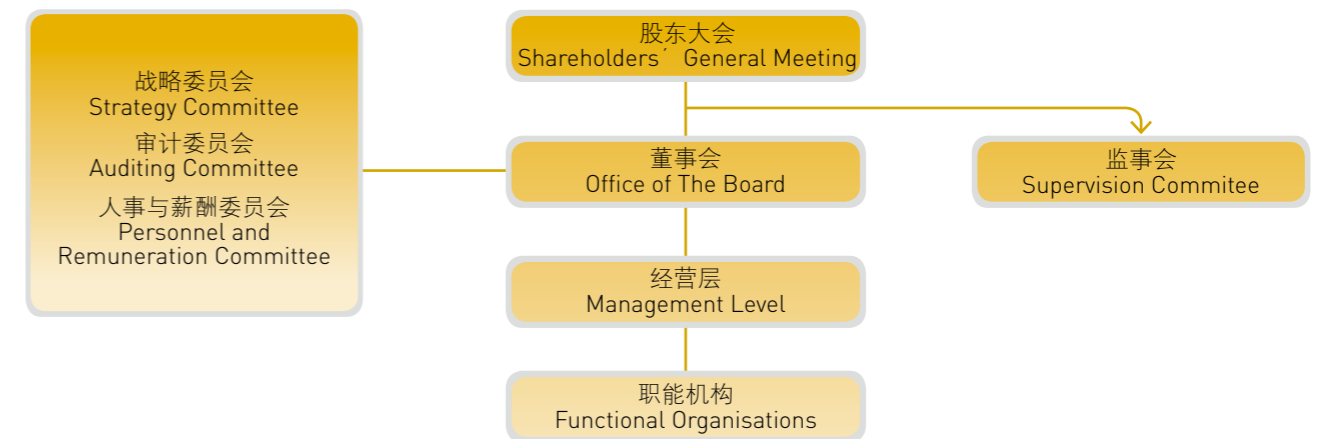 战略委员会
Strategy Committee
审计委员会
Auditing Committee
人事与薪酬委员会
Personnel and
Remuneration Committee
股东大会
Shareholders´ General Meeting
董事会
Office of The Board
监事会
Supervision Commitee
经营层
Management Level
职能机构
Functional Organisations